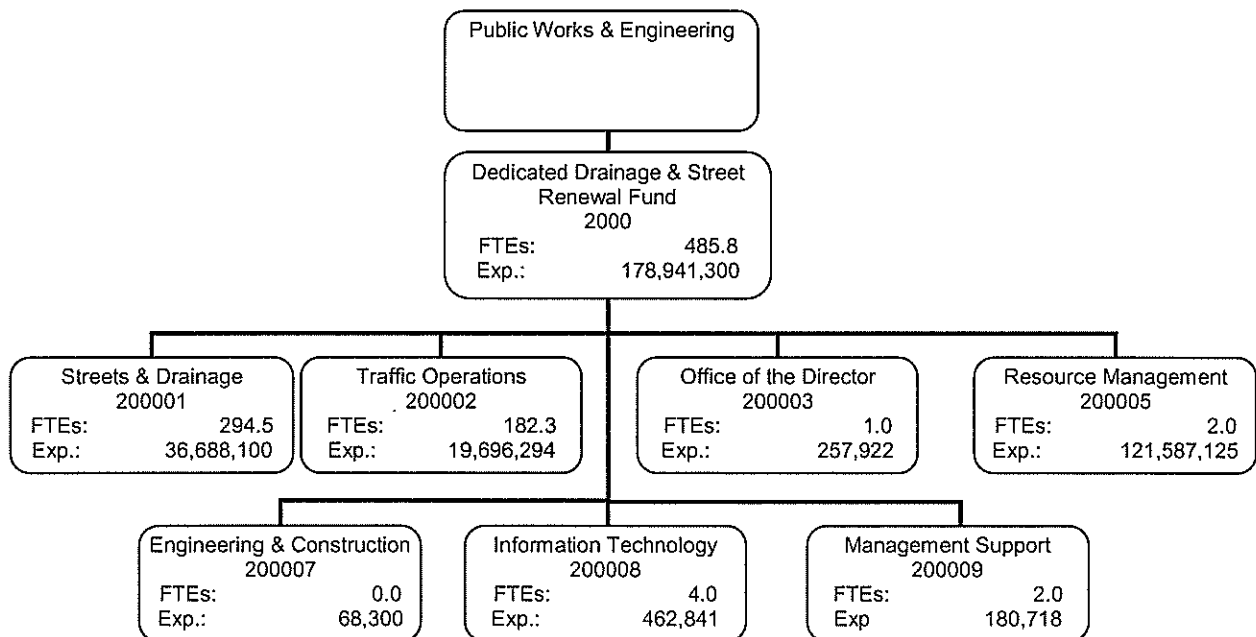 Public Works & Engineering
Dedicated Drainage & Street
Renewal Fund
2000
FTEs: 485.8
Exp.: 178,941,300
Streets & Drainage
200001
FTEs: 294.5
Exp.: 36,688,100
Traffic Operations
200002
FTEs: 182.3
Exp.: 19,696,294
Office of the Director
200003
FTEs: 1.0
Exp.: 257,922
Resource Management
200005
FTEs: 2.0
Exp.: 121,587,125
Engineering & Construction
200007
FTEs: 0.0
Exp.: 68,300
Information Technology
200008
FTEs: 4.0
Exp.: 462,841
Management Support
200009
FTEs: 2.0
Exp 180,718